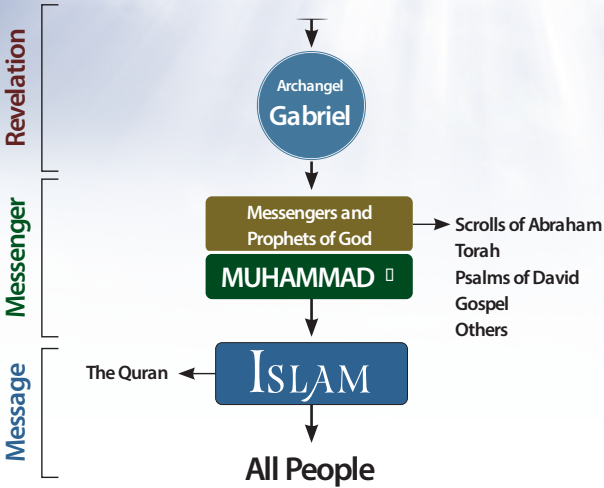 Revelation
Archangel
Gabriel
Messenger
Messengers and
Prophets of God
MUHAMMAD
Scrolls of Abraham
Torah
Psalms of David
Gospel
Others
Message
The Quran
ISLAM
All People